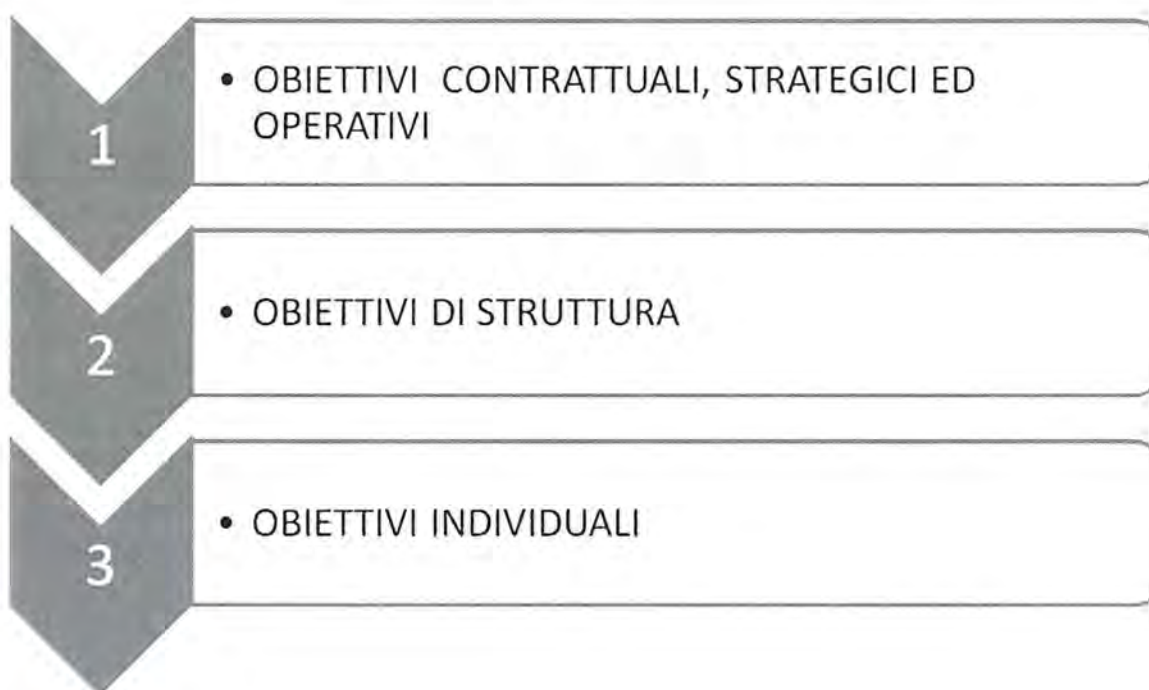 1
• OBIETTIVI CONTRATTUALI, STRATEGICI ED
OPERATIVI
2
• OBIETTIVI DI STRUTTURA
3
• OBIETTIVI INDIVIDUALI